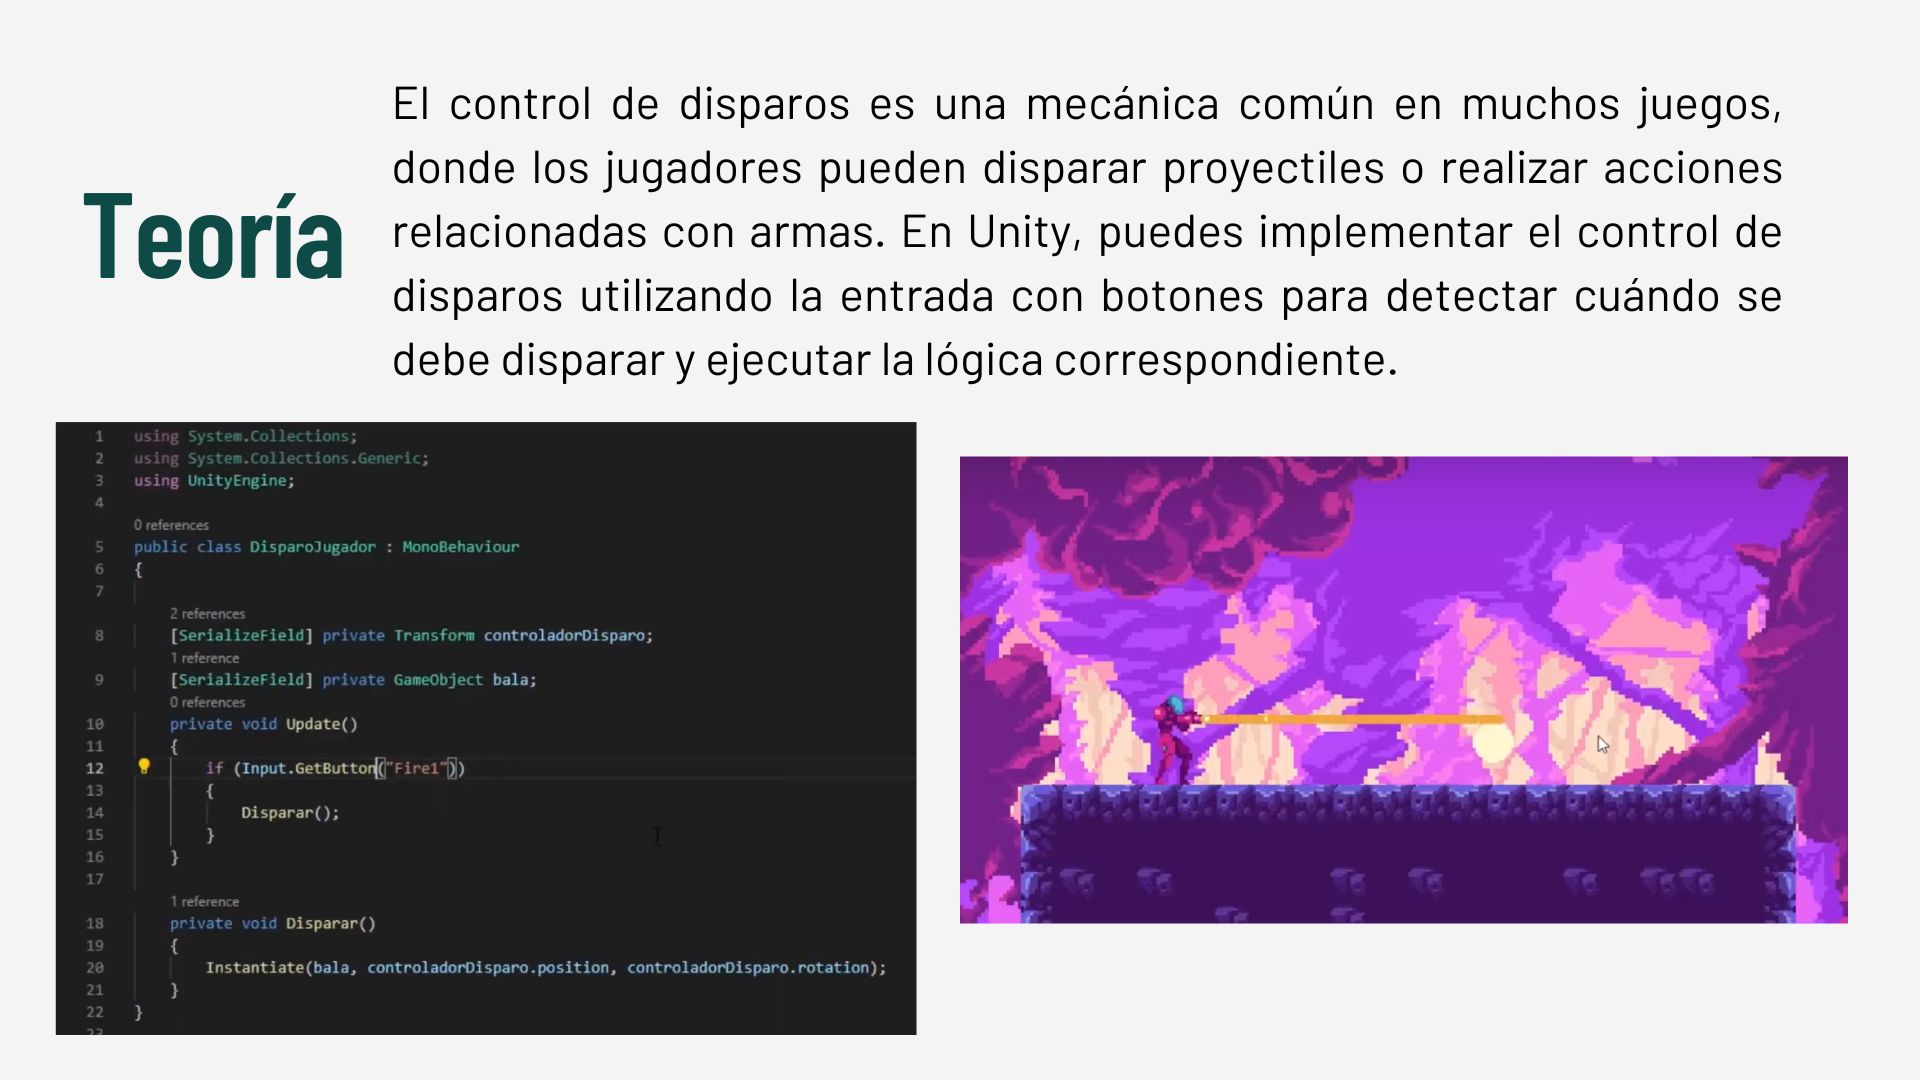 Teoría
El control de disparos es una mecánica común en muchos juegos,
donde los jugadores pueden disparar proyectiles o realizar acciones
relacionadas con armas. En Unity, puedes implementar el control de
disparos utilizando la entrada con botones para detectar cuándo se
debe disparar y ejecutar la lógica correspondiente.
1 using System.Collections;
2 using System.Collections.Generic;
3 using UnityEngine;
4
0 references
5 public class DisparoJugador : MonoBehaviour
6 {
7
2 references
8 [SerializeField] private Transform controladorDisparo;
1 reference
9 [SerializeField] private GameObject bala;
0 references
10 private void Update()
11 {
12 if (Input.GetButton("Fire1"))
13 {
14 Disparar();
15 }
16 }
17
1 reference
18 private void Disparar()
19 {
20 Instantiate(bala, controladorDisparo.position, controladorDisparo.rotation);
21 }
22 }
23